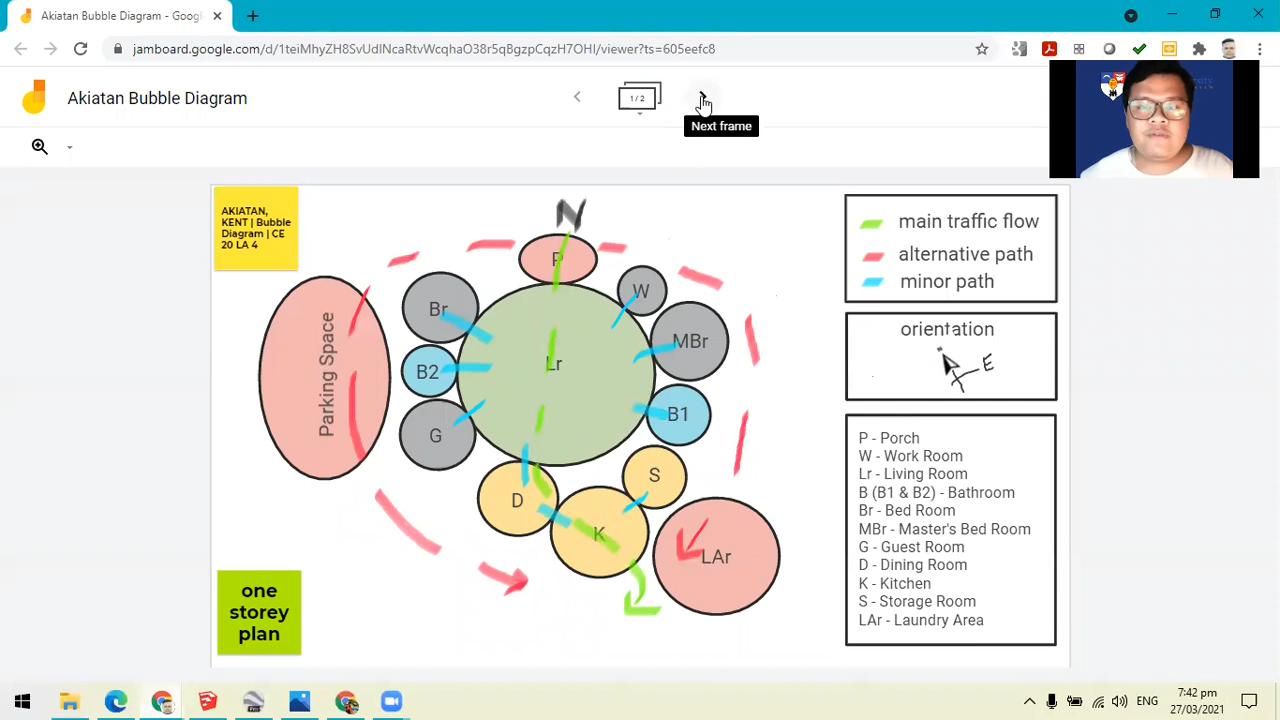 Akiatan Bubble Diagram - Goog
jamboard.google.com/d/1teiMhyZH8SvUdINcaRtvWcqhaO38r5qBgzpCqzH7OHI/viewer?ts=605eefc8
Akiatan Bubble Diagram
1 / 2
Next frame
AKIATAN,
KENT | Bubble
Diagram | CE
20 LA 4
N
P
W
Br
MBr
Lr
B2
B1
G
S
D
K
LAr
Parking Space
one
storey
plan
main traffic flow
alternative path
minor path
orientation
E
P - Porch
W - Work Room
Lr - Living Room
B (B1 & B2) - Bathroom
Br - Bed Room
MBr - Master's Bed Room
G - Guest Room
D - Dining Room
K - Kitchen
S - Storage Room
LAr - Laundry Area
ENG
7:42 pm
27/03/2021